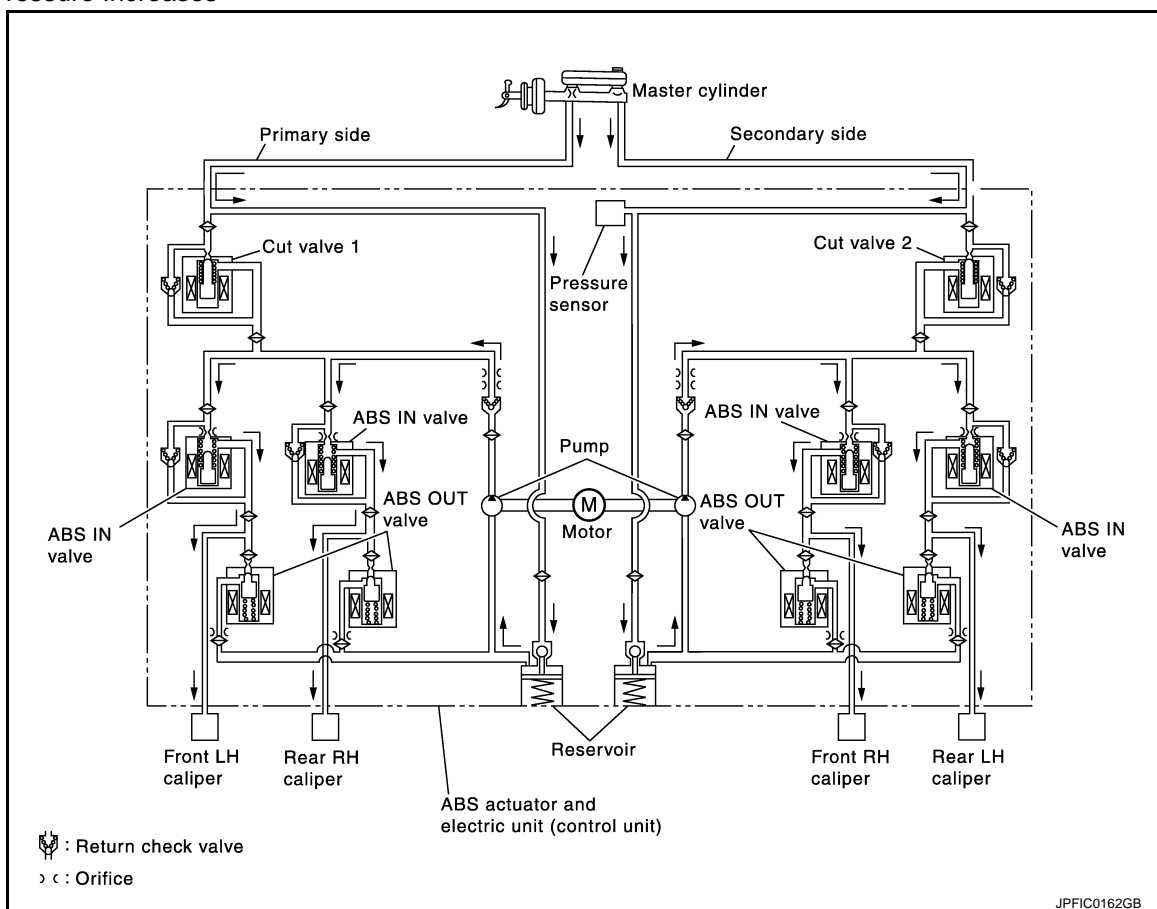 Master cylinder
Primary side
Secondary side
Cut valve 1
Cut valve 2
Pressure
sensor
ABS IN valve
ABS IN valve
Pump
ABS OUT
valve
ABS OUT
valve
M
Motor
ABS IN
valve
ABS IN
valve
Reservoir
Front LH
caliper
Rear RH
caliper
Front RH
caliper
Rear LH
caliper
ABS actuator and
electric unit (control unit)
: Return check valve
: Orifice
JPFIC0162GB